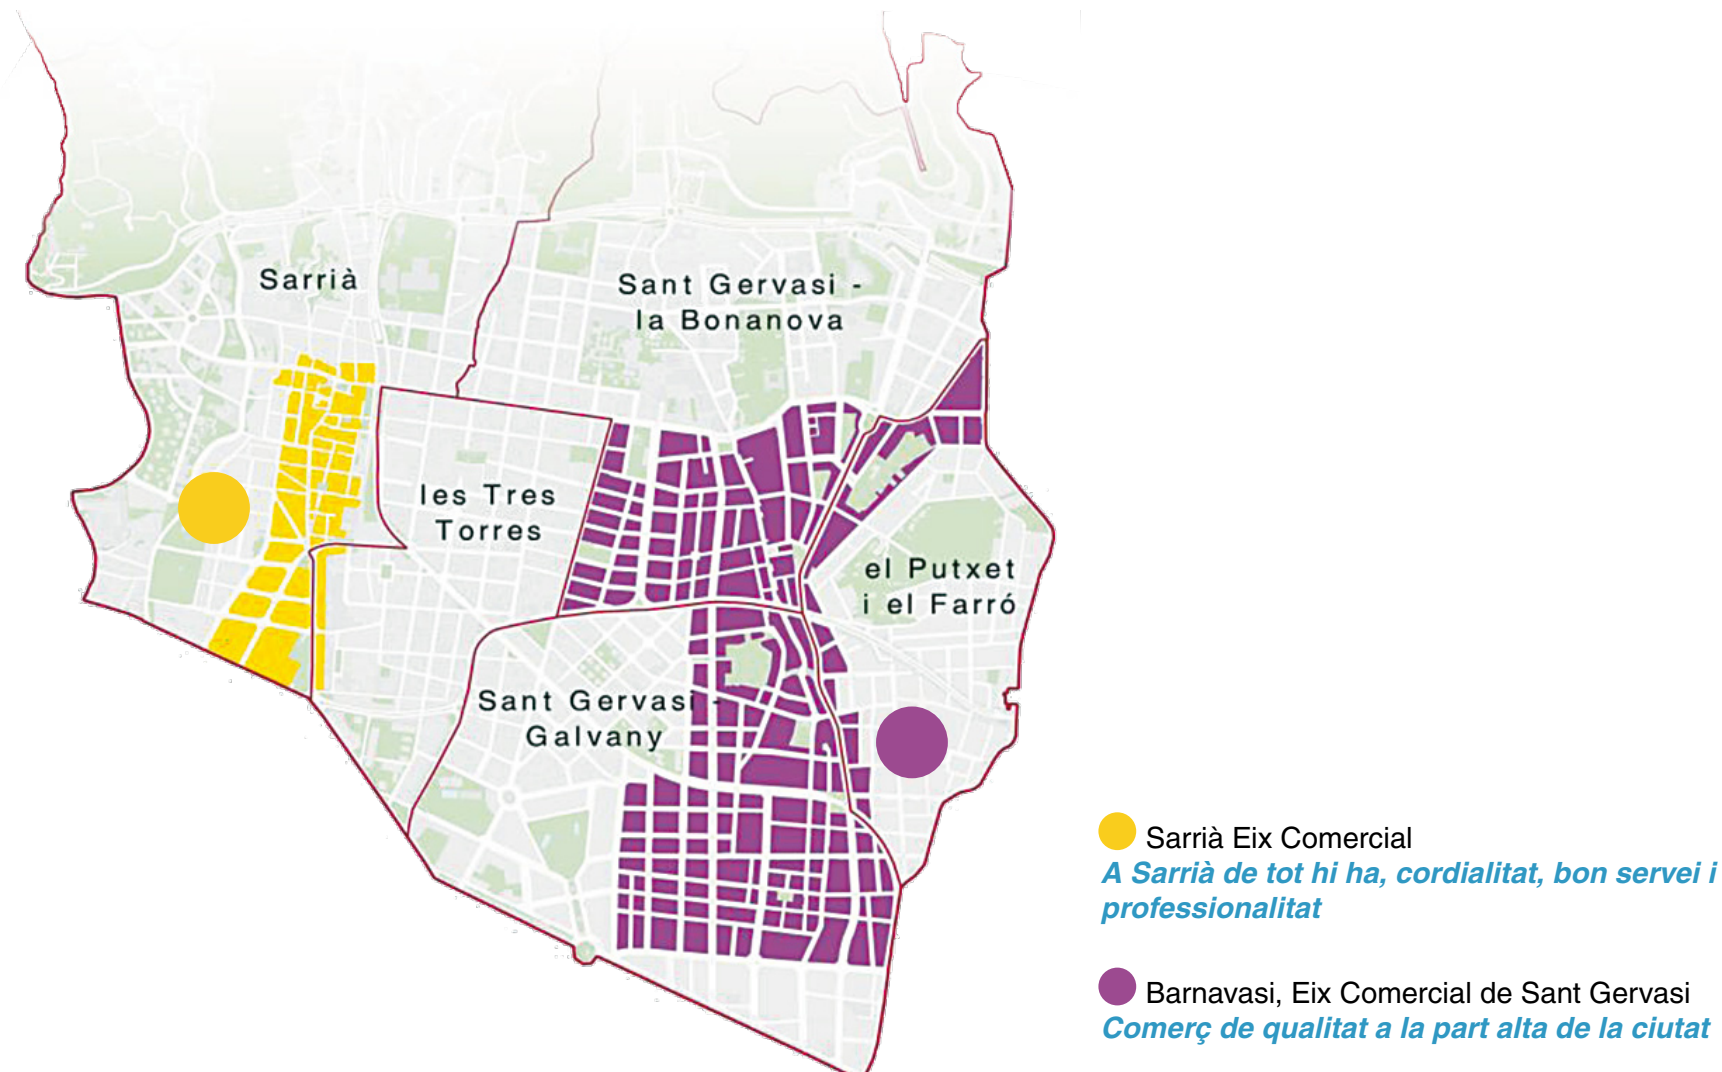 Sarrià
Sant Gervasi -
la Bonanova
les Tres
Torres
el Putxet
i el Farró
Sant Gervasi -
Galvany
Sarrià Eix Comercial
A Sarrià de tot hi ha, cordialitat, bon servei i
professionalitat
Barnavasi, Eix Comercial de Sant Gervasi
Comerç de qualitat a la part alta de la ciutat